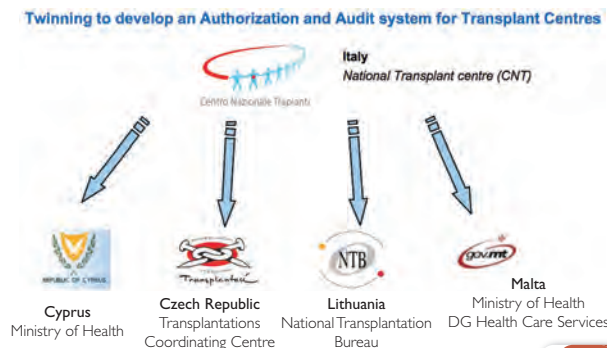 Twinning to develop an Authorization and Audit system for Transplant Centres
Italy
National Transplant centre (CNT)
Centro Nazionale Trapianti
REPUBLIC OF CYPRUS
Transplantasi
NTB
gov.mt
Cyprus
Ministry of Health
Czech Republic
Transplantations
Coordinating Centre
Lithuania
National Transplantation
Bureau
Malta
Ministry of Health
DG Health Care Services